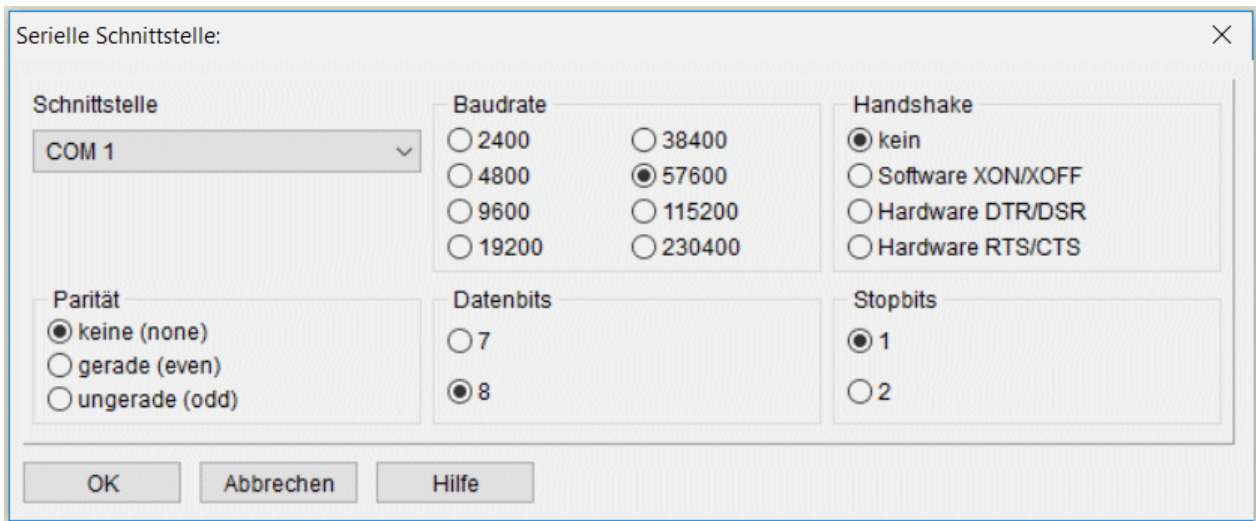 Serielle Schnittstelle:
Schnittstelle
COM 1
Baudrate
2400
4800
9600
19200
38400
57600
115200
230400
Handshake
kein
Software XON/XOFF
Hardware DTR/DSR
Hardware RTS/CTS
Parität
keine (none)
gerade (even)
ungerade (odd)
Datenbits
7
8
Stopbits
1
2
OK
Abbrechen
Hilfe